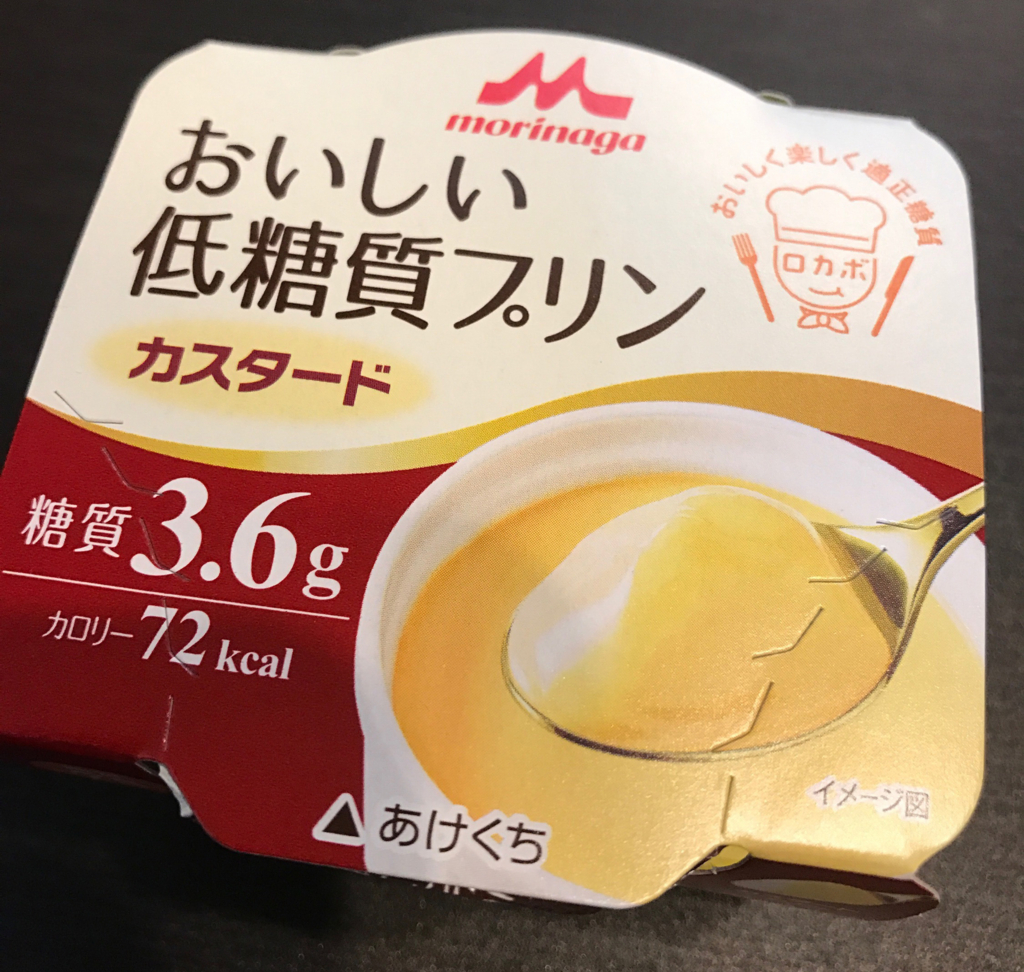 morinaga
おいしい
低糖質プリン
カスタード
おいしく楽しく適正糖質
ロカボ
糖質3.6g
カロリー72kcal
イメージ図
▲あけくち